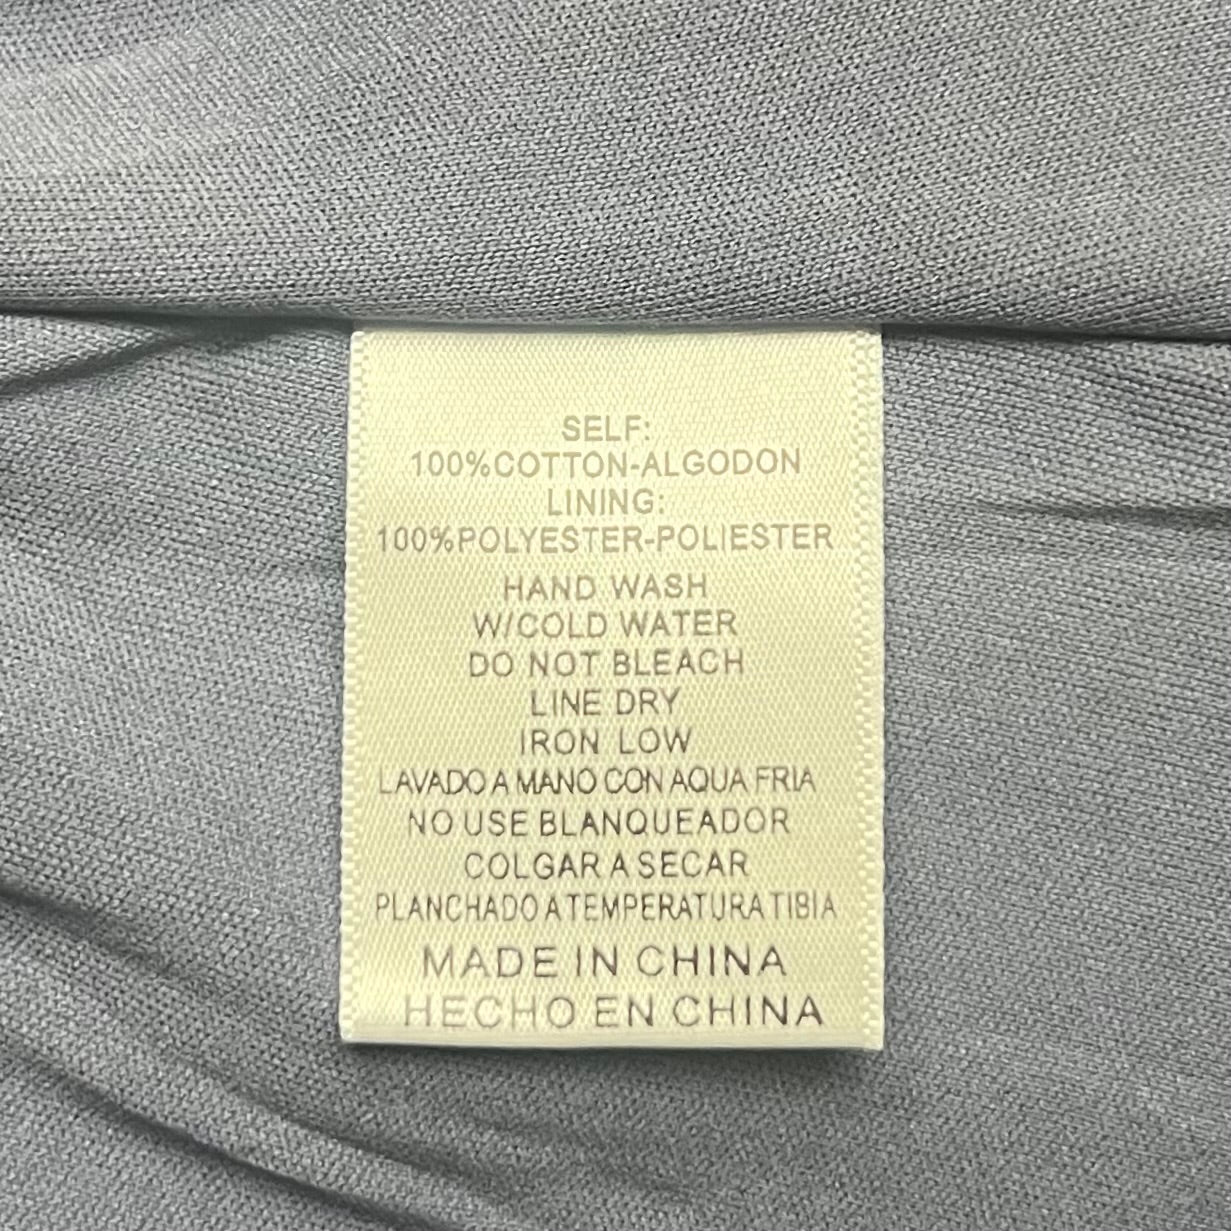 SELF:
100%COTTON-ALGODON
LINING:
100%POLYESTER-POLIESTER
HAND WASH
W/COLD WATER
DO NOT BLEACH
LINE DRY
IRON LOW
LAVADO A MANO CON AQUA FRIA
NO USE BLANQUEADOR
COLGAR A SECAR
PLANCHADO A TEMPERATURA TIBIA
MADE IN CHINA
HECHO EN CHINA